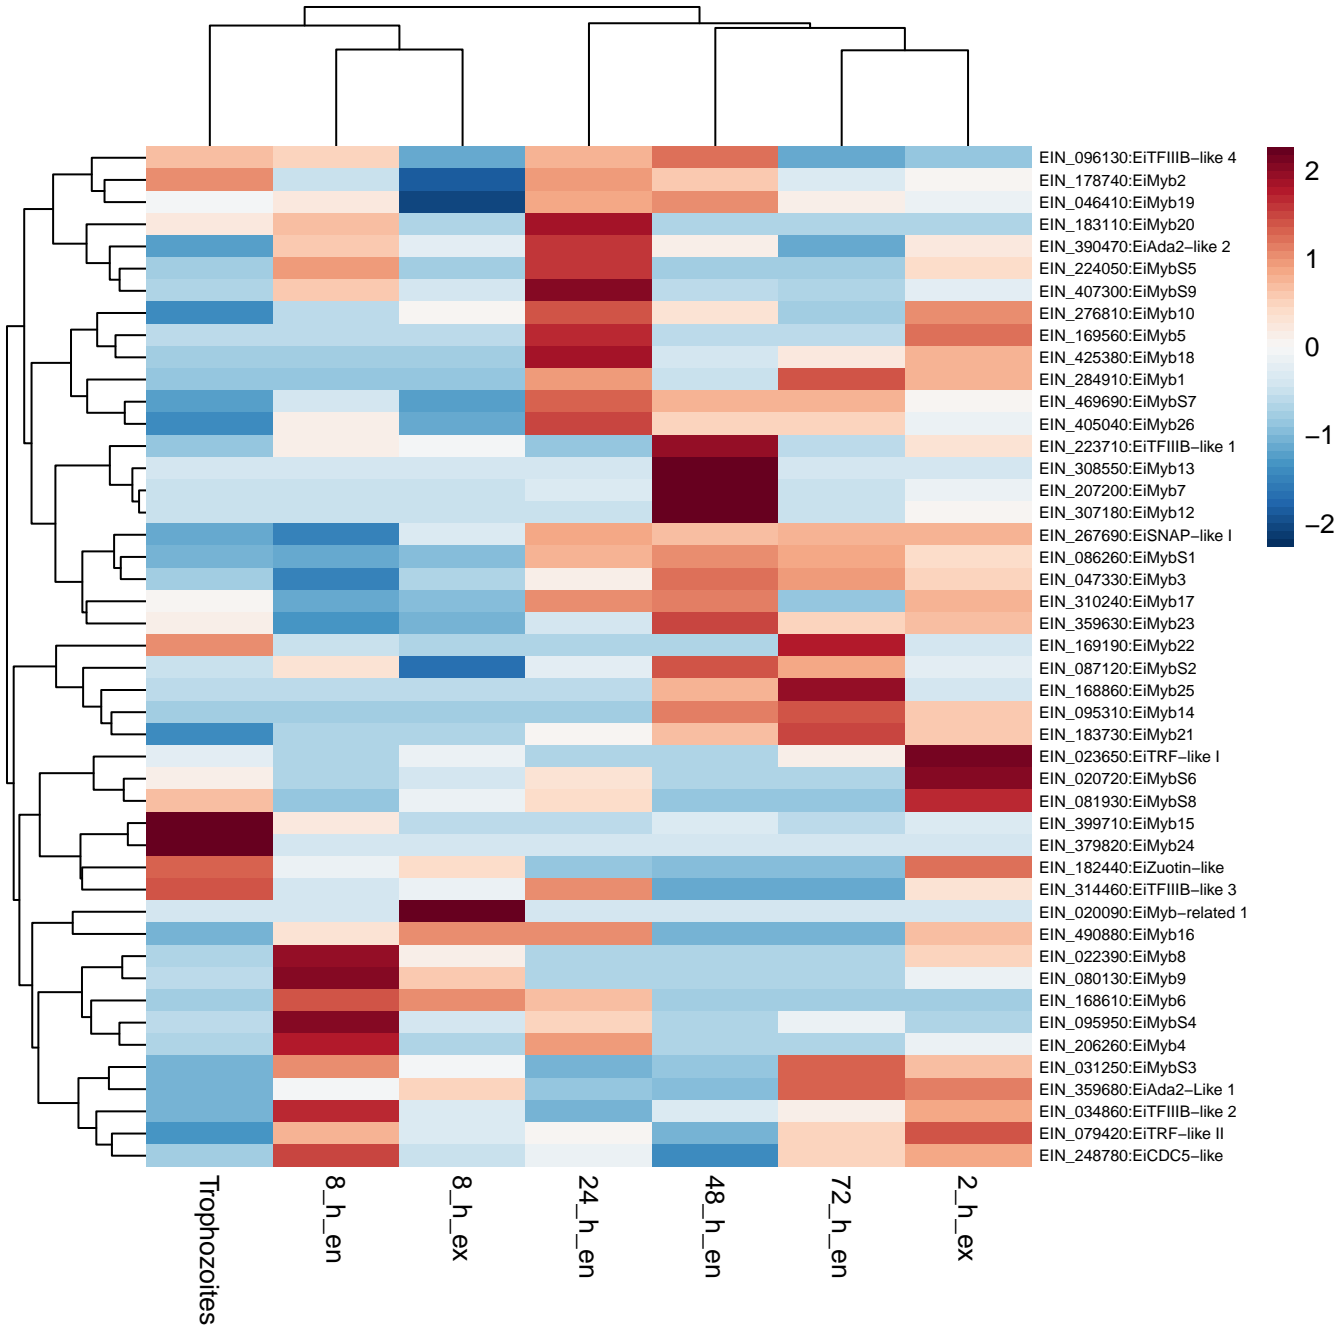 EIN_096130:EiTFIIIB−like 4
EIN_178740:EiMyb2
EIN_046410:EiMyb19
EIN_183110:EiMyb20
EIN_390470:EiAda2−like 2
EIN_224050:EiMybS5
EIN_407300:EiMybS9
EIN_276810:EiMyb10
EIN_169560:EiMyb5
EIN_425380:EiMyb18
EIN_284910:EiMyb1
EIN_469690:EiMybS7
EIN_405040:EiMyb26
EIN_223710:EiTFIIIB−like 1
EIN_308550:EiMyb13
EIN_207200:EiMyb7
EIN_307180:EiMyb12
EIN_267690:EiSNAP−like I
EIN_086260:EiMybS1
EIN_047330:EiMyb3
EIN_310240:EiMyb17
EIN_359630:EiMyb23
EIN_169190:EiMyb22
EIN_087120:EiMybS2
EIN_168860:EiMyb25
EIN_095310:EiMyb14
EIN_183730:EiMyb21
EIN_023650:EiTRF−like I
EIN_020720:EiMybS6
EIN_081930:EiMybS8
EIN_399710:EiMyb15
EIN_379820:EiMyb24
EIN_182440:EiZuotin−like
EIN_314460:EiTFIIIB−like 3
EIN_020090:EiMyb−related 1
EIN_490880:EiMyb16
EIN_022390:EiMyb8
EIN_080130:EiMyb9
EIN_168610:EiMyb6
EIN_095950:EiMybS4
EIN_206260:EiMyb4
EIN_031250:EiMybS3
EIN_359680:EiAda2−Like 1
EIN_034860:EiTFIIIB−like 2
EIN_079420:EiTRF−like II
EIN_248780:EiCDC5−like
2
1
0
−1
−2
Trophozoites
8_h_en
8_h_ex
24_h_en
48_h_en
72_h_en
2_h_ex